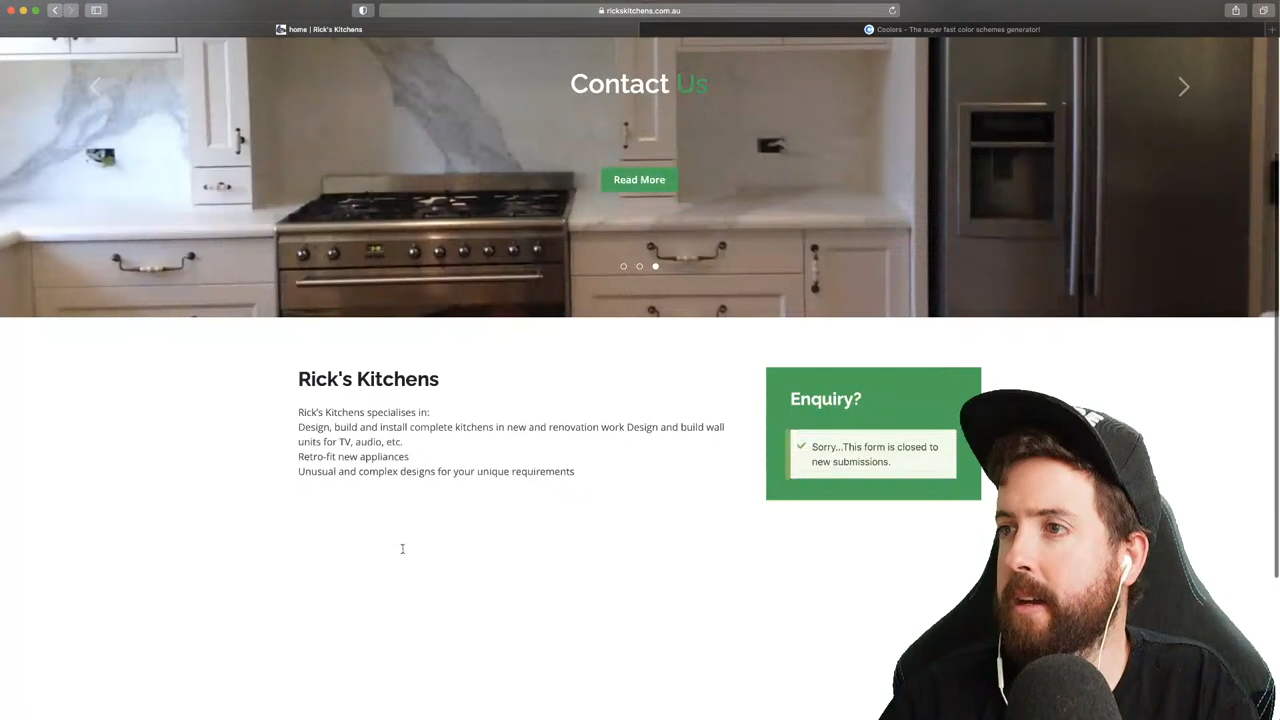 rickskitchens.com.au
home | Rick's Kitchens
Coolors - The super fast color schemes generator!
Contact Us
Read More
Rick's Kitchens
Rick's Kitchens specialises in:
Design, build and install complete kitchens in new and renovation work Design and build wall
units for TV, audio, etc.
Retro-fit new appliances
Unusual and complex designs for your unique requirements
Enquiry?
Sorry...This form is closed to
new submissions.